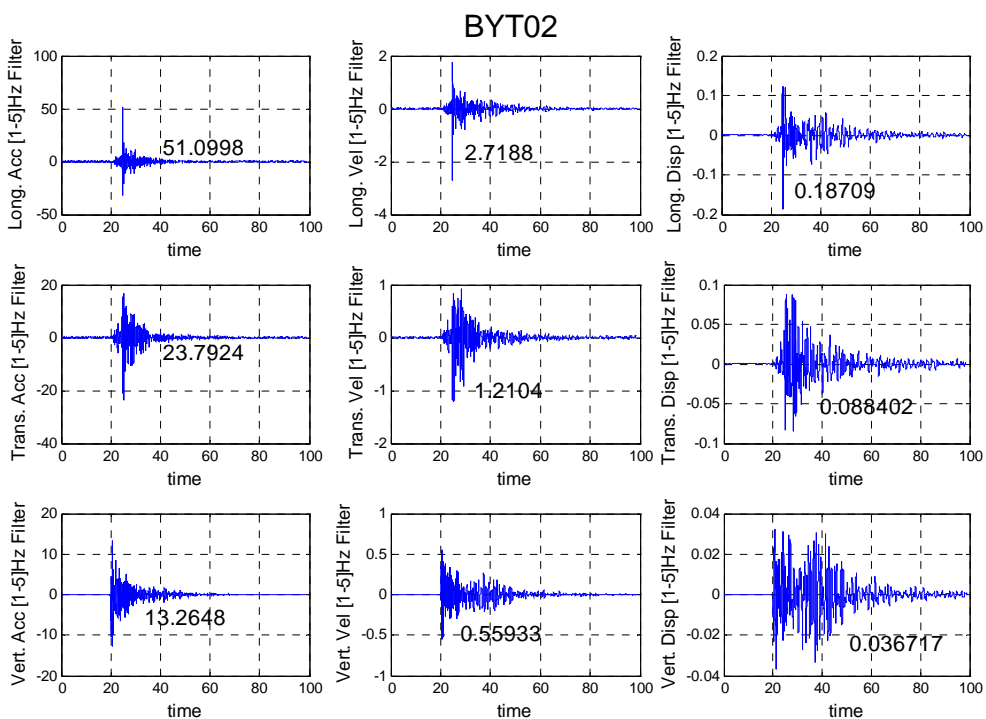 BYT02
Long. Acc [1-5]Hz Filter
100
50
0
-50
51.0998
0 20 40 60 80 100
time
Long. Vel [1-5]Hz Filter
2
0
-2
-4
2.7188
0 20 40 60 80 100
time
Long. Disp [1-5]Hz Filter
0.2
0.1
0
-0.1
-0.2
0.18709
0 20 40 60 80 100
time
Trans. Acc [1-5]Hz Filter
20
0
-20
-40
23.7924
0 20 40 60 80 100
time
Trans. Vel [1-5]Hz Filter
1
0
-1
-2
1.2104
0 20 40 60 80 100
time
Trans. Disp [1-5]Hz Filter
0.1
0.05
0
-0.05
-0.1
0.088402
0 20 40 60 80 100
time
Vert. Acc [1-5]Hz Filter
20
10
0
-10
-20
13.2648
0 20 40 60 80 100
time
Vert. Vel [1-5]Hz Filter
1
0.5
0
-0.5
-1
0.55933
0 20 40 60 80 100
time
Vert. Disp [1-5]Hz Filter
0.04
0.02
0
-0.02
-0.04
0.036717
0 20 40 60 80 100
time